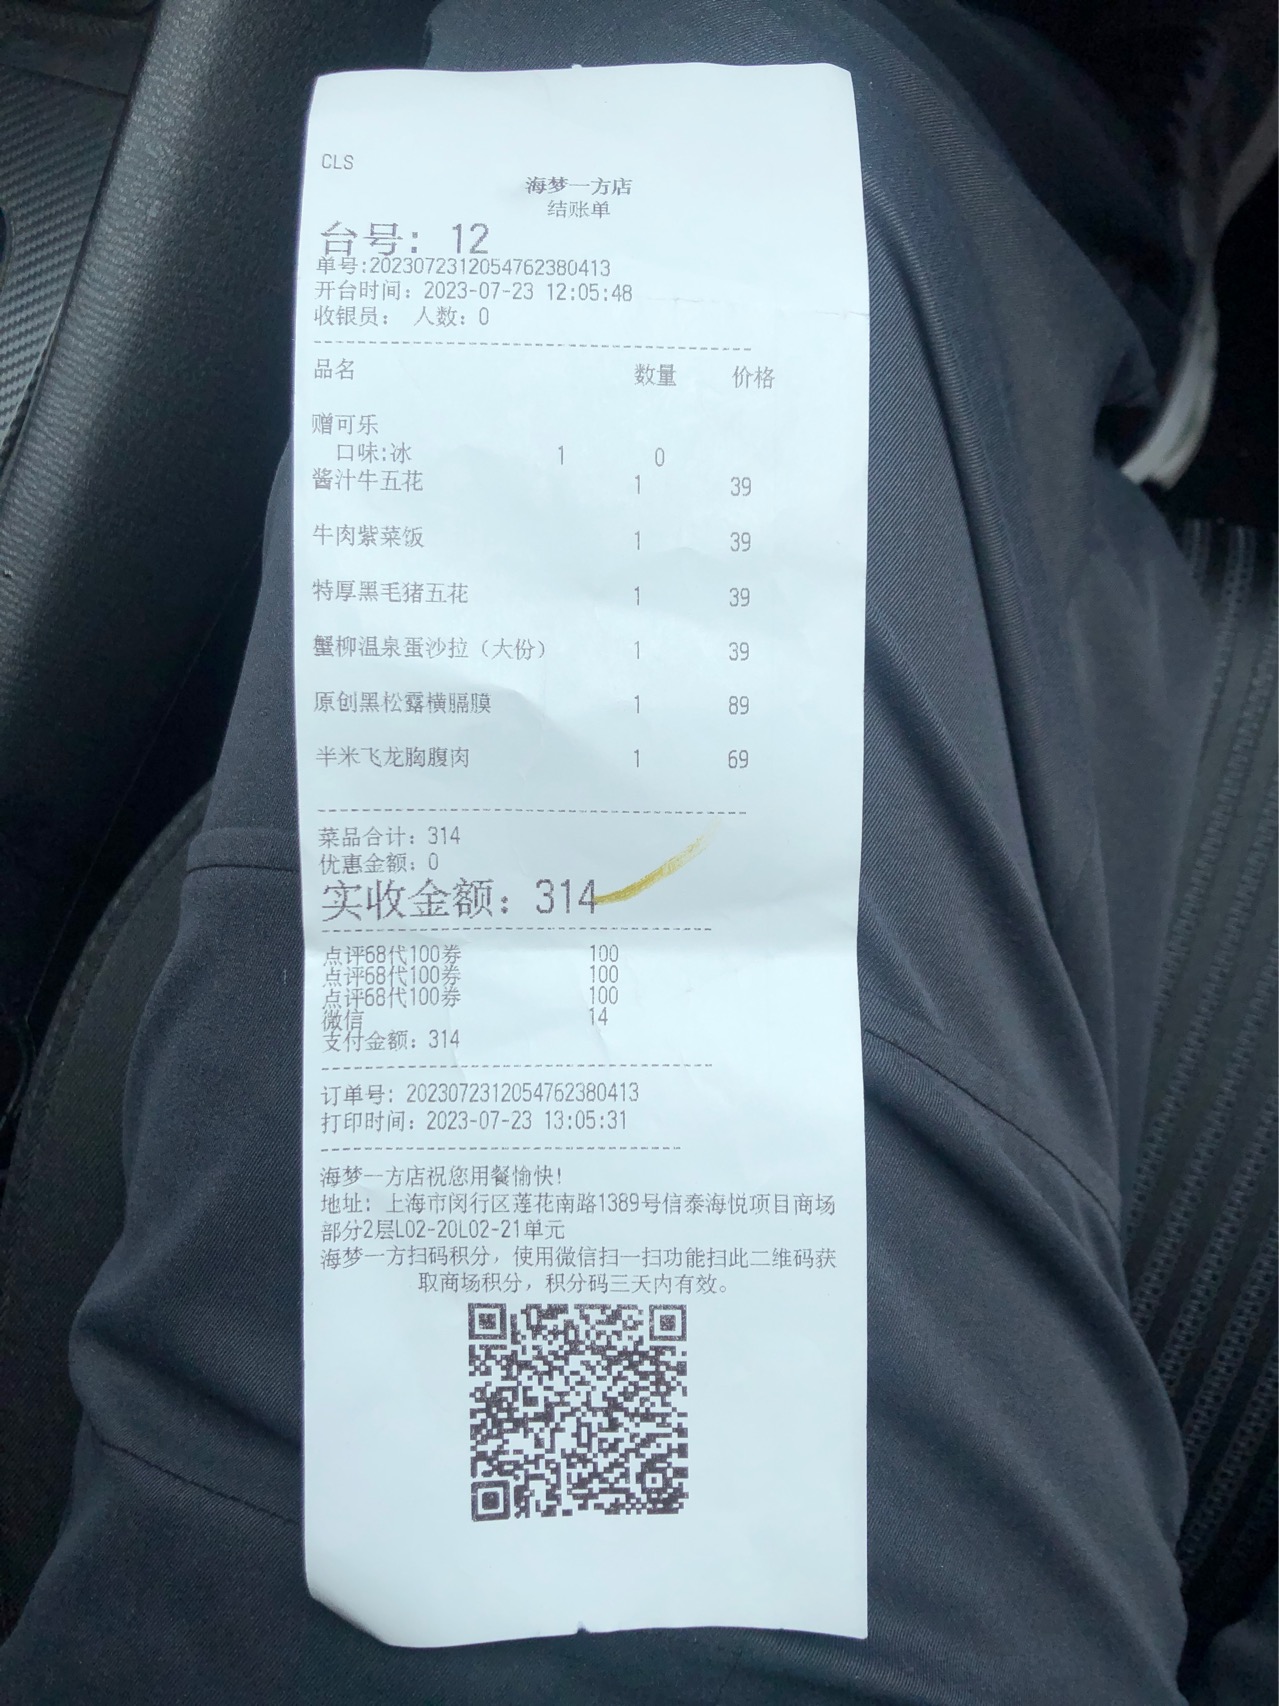 CLS
海梦一方店
结账单
台号: 12
单号:2023072312054762380413
开台时间: 2023-07-23 12:05:48
收银员: 人数: 0
品名 数量 价格
赠可乐
口味:冰 1 0
酱汁牛五花 1 39
牛肉紫菜饭 1 39
特厚黑毛猪五花 1 39
蟹柳温泉蛋沙拉（大份） 1 39
原创黑松露横膈膜 1 89
半米飞龙胸腹肉 1 69
菜品合计: 314
优惠金额: 0
实收金额: 314
点评68代100券 100
点评68代100券 100
点评68代100券 100
微信 14
支付金额: 314
订单号: 2023072312054762380413
打印时间: 2023-07-23 13:05:31
海梦一方店祝您用餐愉快!
地址: 上海市闵行区莲花南路1389号信泰海悦项目商场
部分2层L02-20L02-21单元
海梦一方扫码积分，使用微信扫一扫功能扫此二维码获
取商场积分，积分码三天内有效。